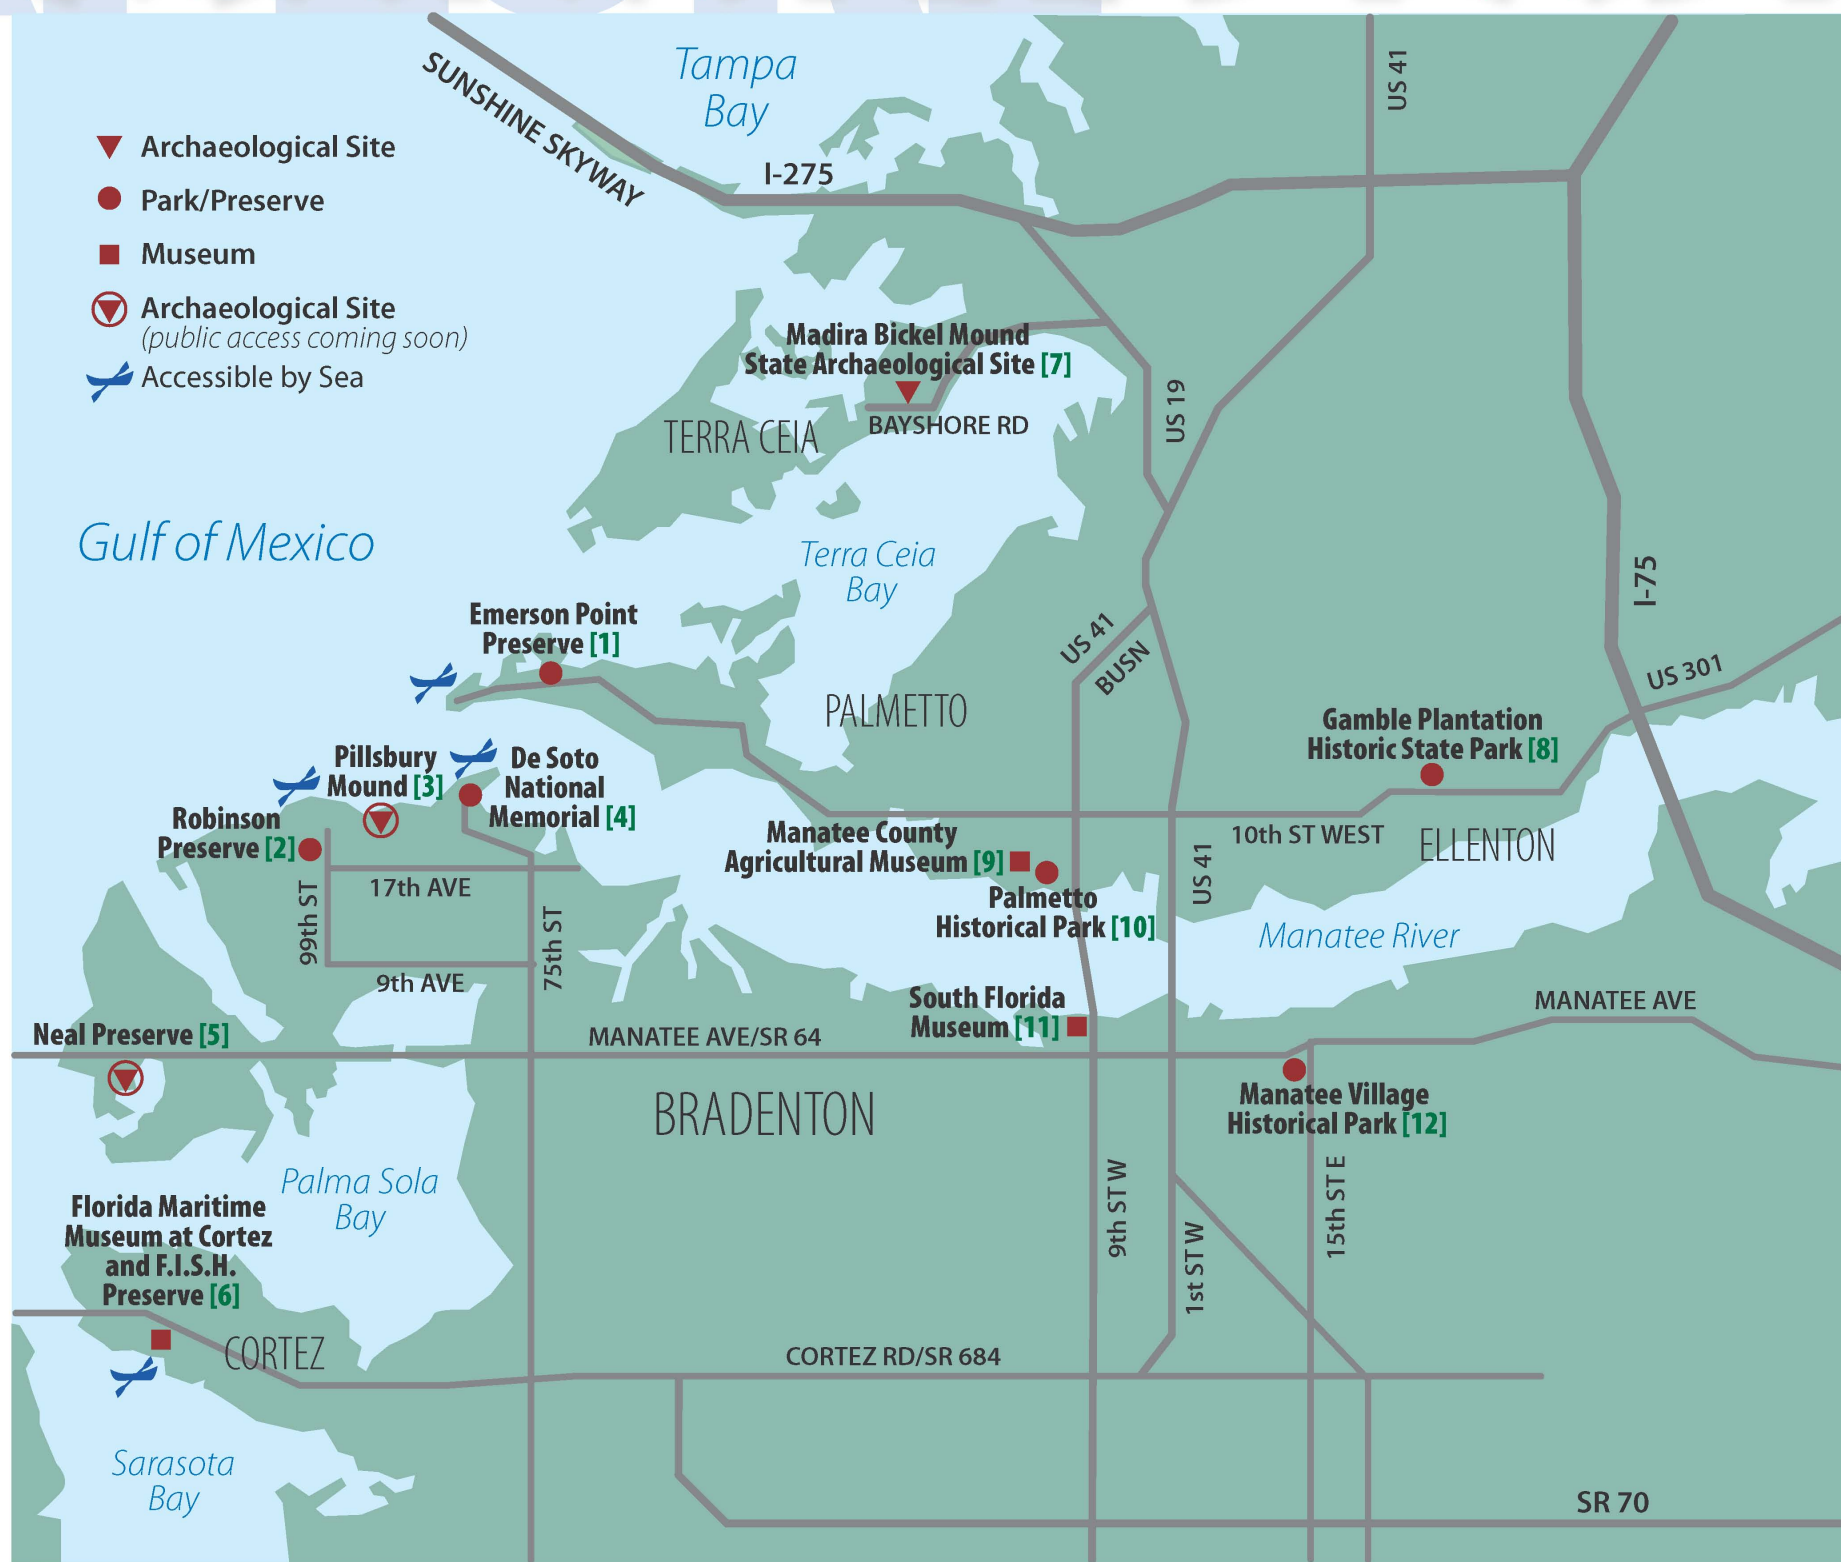 Tampa
Bay
SUNSHINE SKYWAY
I-275
US 41
Archaeological Site
Park/Preserve
Museum
Archaeological Site
(public access coming soon)
Accessible by Sea
Madira Bickel Mound
State Archaeological Site [7]
BAYSHORE RD
TERRA CEIA
US 19
Gulf of Mexico
Terra Ceia
Bay
I-75
Emerson Point
Preserve [1]
US 41
BUSN
US 301
PALMETTO
Gamble Plantation
Historic State Park [8]
Pillsbury
Mound [3]
De Soto
National
Memorial [4]
Robinson
Preserve [2]
Manatee County
Agricultural Museum [9]
10th ST WEST
ELLENTON
US 41
17th AVE
99th ST
75th ST
Palmetto
Historical Park [10]
Manatee River
9th AVE
South Florida
Museum [11]
MANATEE AVE
Neal Preserve [5]
MANATEE AVE/SR 64
BRADENTON
Manatee Village
Historical Park [12]
Palma Sola
Bay
9th ST W
1st ST W
15th ST E
Florida Maritime
Museum at Cortez
and F.I.S.H.
Preserve [6]
CORTEZ
CORTEZ RD/SR 684
Sarasota
Bay
SR 70